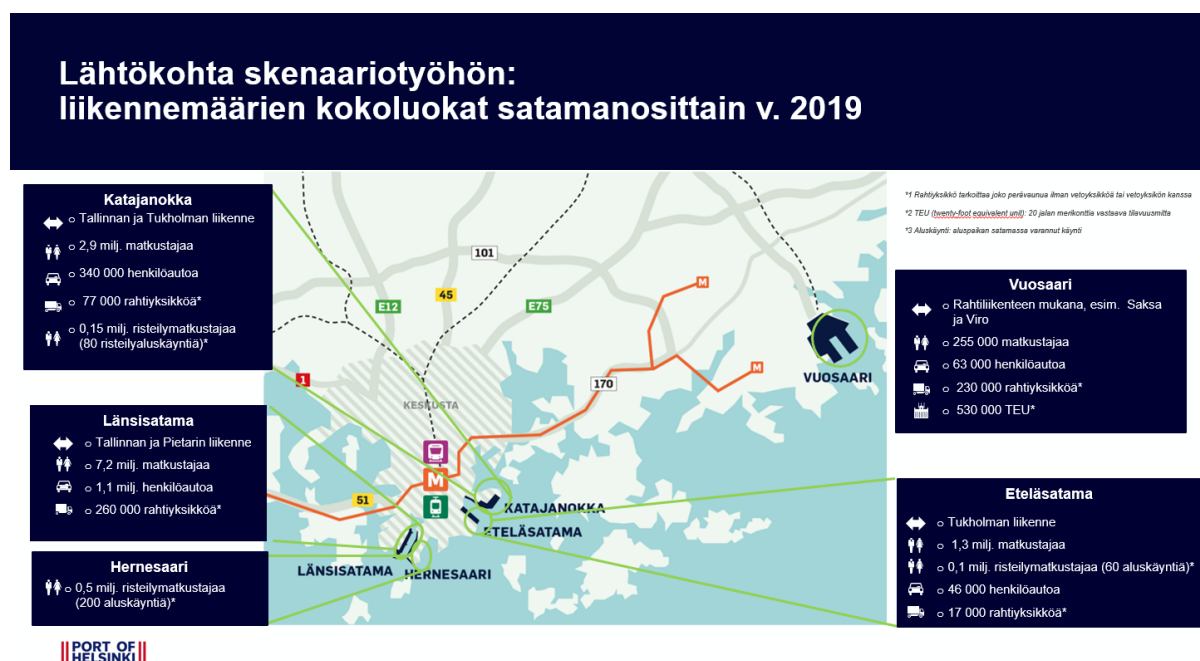 Lähtökohta skenaariotyöhön:
liikennemäärien kokoluokat satamanosittain v. 2019
Katajanokka
o Tallinnan ja Tukholman liikenne
o 2,9 milj. matkustajaa
o 340 000 henkilöautoa
o 77 000 rahtiyksikköä*
o 0,15 milj. risteilymatkustajaa
(80 risteilyaluskäyntiä)*
Länsisatama
o Tallinnan ja Pietarin liikenne
o 7,2 milj. matkustajaa
o 1,1 milj. henkilöautoa
o 260 000 rahtiyksikköä*
Hernesaari
o 0,5 milj. risteilymatkustajaa
(200 aluskäyntiä)*
101
45
E12
E75
M
M
1
170
KESKUSTA
VUOSAARI
M
51
KATAJANOKKA
ETELÄSATAMA
LÄNSISATAMA
HERNESAARI
*1 Rahtiyksikkö tarkoittaa joko perävaunua ilman vetoyksikköä tai vetoyksikön kanssa
*2 TEU (twenty-foot equivalent unit): 20 jalan merikonttia vastaava tilavuusmitta
*3 Aluskäynti: aluspaikan satamassa varannut käynti
Vuosaari
o Rahtiliikenteen mukana, esim. Saksa
ja Viro
o 255 000 matkustajaa
o 63 000 henkilöautoa
o 230 000 rahtiyksikköä*
o 530 000 TEU*
Eteläsatama
o Tukholman liikenne
o 1,3 milj. matkustajaa
o 0,1 milj. risteilymatkustajaa (60 aluskäyntiä)*
o 46 000 henkilöautoa
o 17 000 rahtiyksikköä*
PORT OF
HELSINKI